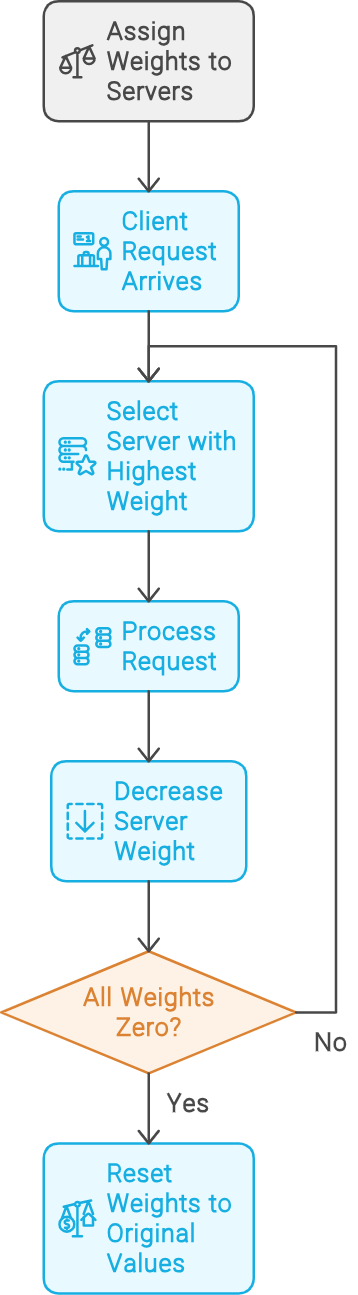 Assign
Weights to
Servers
Client
Request
Arrives
Select
Server with
Highest
Weight
Process
Request
Decrease
Server
Weight
All Weights
Zero?
No
Yes
Reset
Weights to
Original
Values